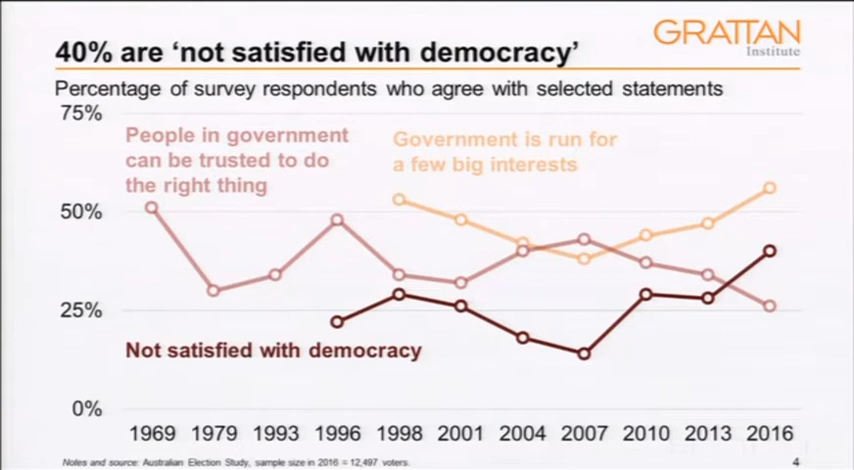 GRATTAN
Institute
40% are ‘not satisfied with democracy’
Percentage of survey respondents who agree with selected statements
75%
People in government
can be trusted to do
the right thing
Government is run for
a few big interests
50%
25%
Not satisfied with democracy
0%
1969 1979 1993 1996 1998 2001 2004 2007 2010 2013 2016
Notes and source: Australian Election Study, sample size in 2016 = 12,497 voters.
4